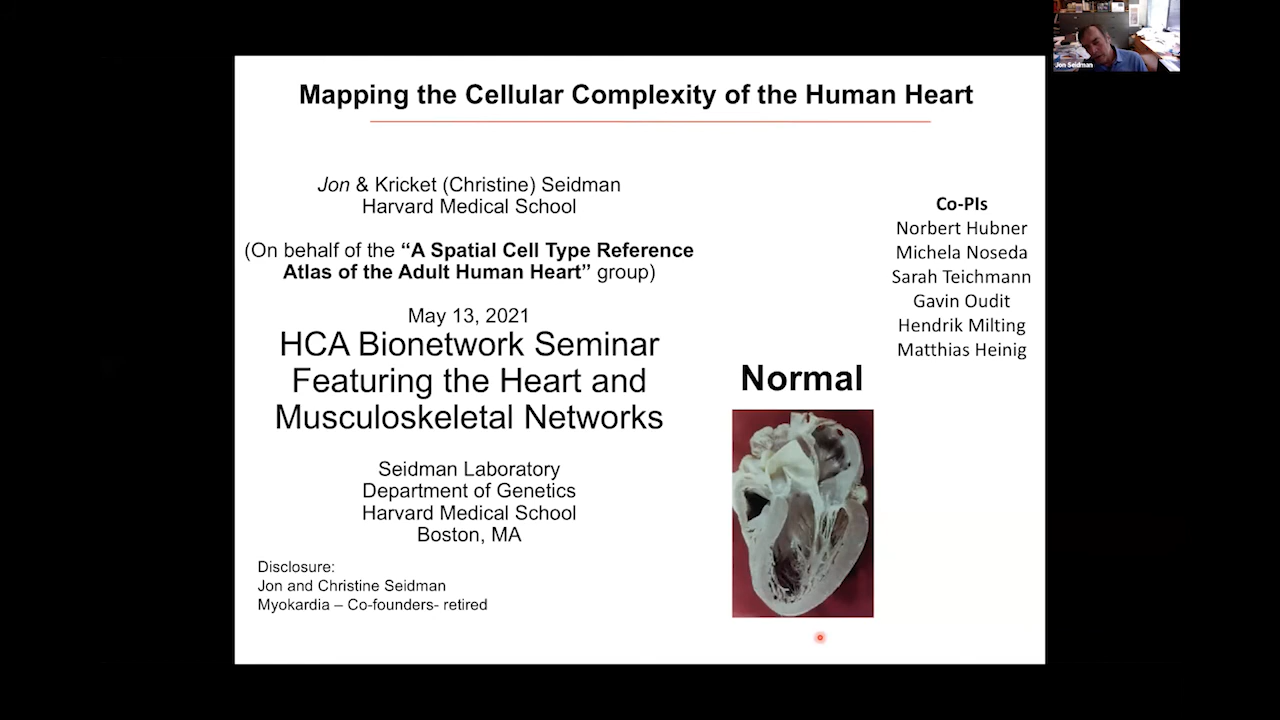 Mapping the Cellular Complexity of the Human Heart
Jon & Kricket (Christine) Seidman
Harvard Medical School
(On behalf of the “A Spatial Cell Type Reference
Atlas of the Adult Human Heart” group)
May 13, 2021
HCA Bionetwork Seminar
Featuring the Heart and
Musculoskeletal Networks
Seidman Laboratory
Department of Genetics
Harvard Medical School
Boston, MA
Disclosure:
Jon and Christine Seidman
Myokardia – Co-founders- retired
Co-PIs
Norbert Hubner
Michela Noseda
Sarah Teichmann
Gavin Oudit
Hendrik Milting
Matthias Heinig
Normal
Jon Seidman